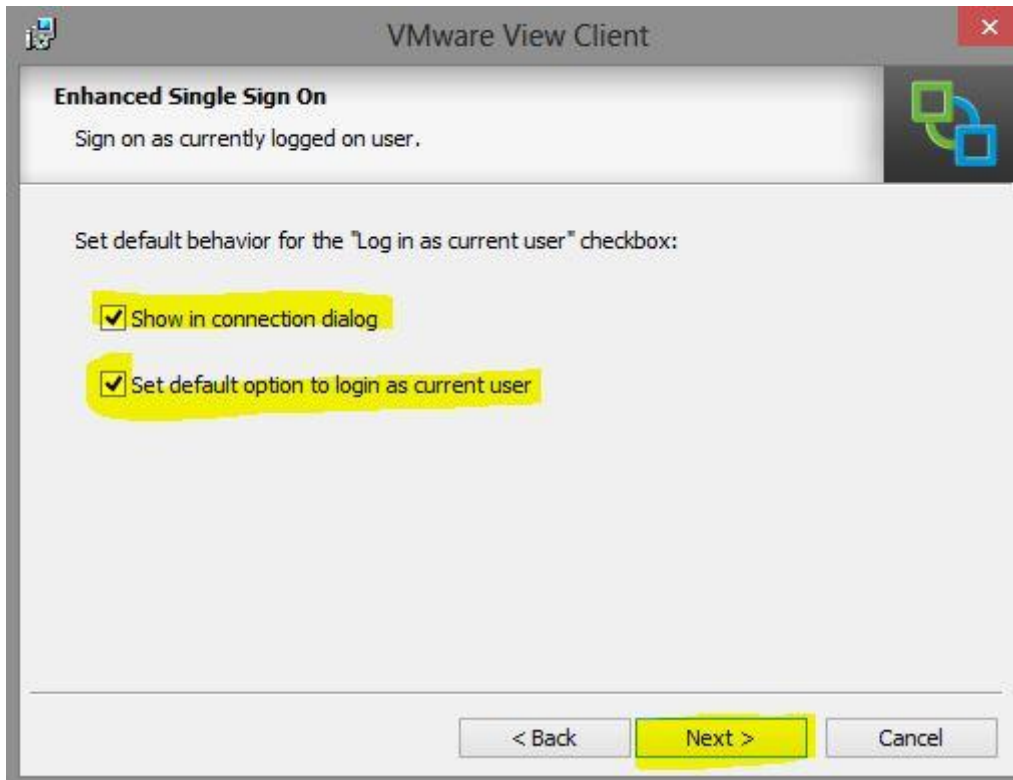 VMware View Client
Enhanced Single Sign On
Sign on as currently logged on user.
Set default behavior for the "Log in as current user" checkbox:
Show in connection dialog
Set default option to login as current user
< Back Next > Cancel